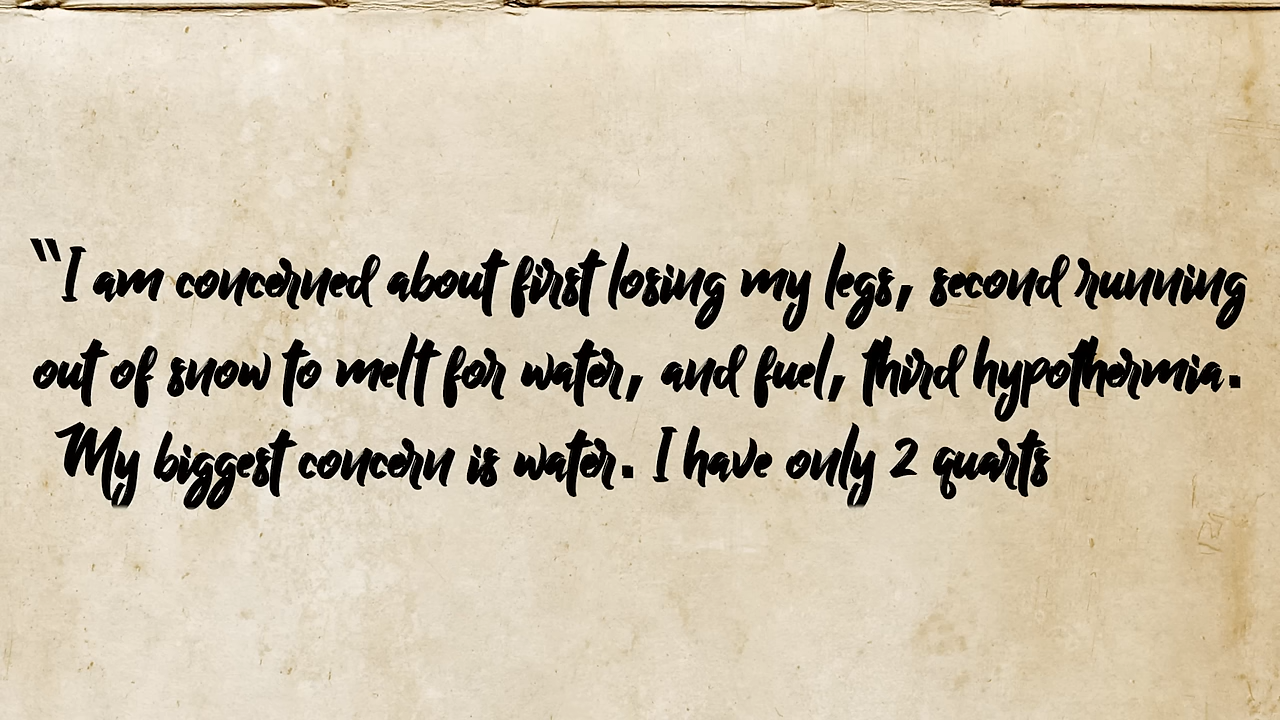 “I am concerned about first losing my legs, second running
out of snow to melt for water, and fuel, third hypothermia.
My biggest concern is water. I have only 2 quarts